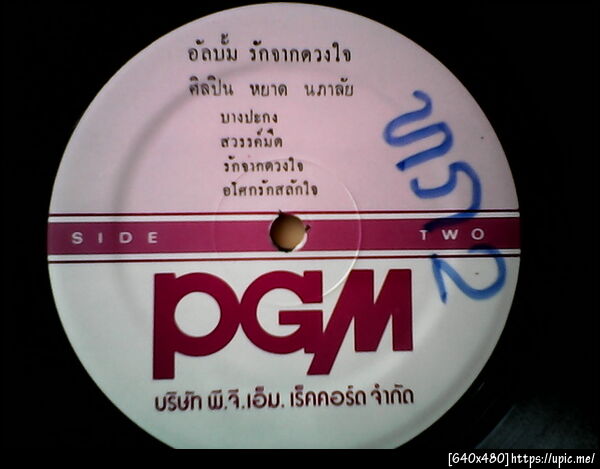 อัลบั้ม รักจากดวงใจ
ศิลปิน หยาด นภาลัย
บางปะกง
สวรรค์มืด
รักจากดวงใจ
อโศกรักสลักใจ
SIDE TWO
PGM
บริษัท พี.จี.เอ็ม. เร็คคอร์ด จำกัด
[640x480]https://upic.me/